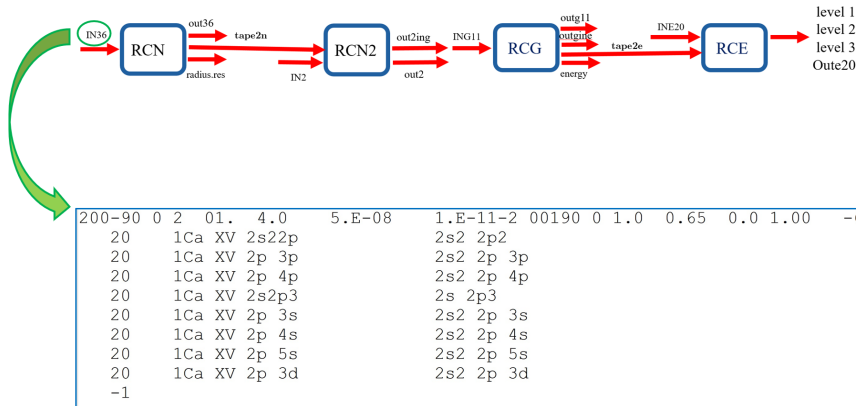 IN36
RCN
out36
tape2n
radius.res
IN2
RCN2
out2ing
out2
ING11
RCG
outg11
outgine
tape2e
energy
INE20
RCE
level 1
level 2
level 3
Oute20
200-90 0 2 01. 4.0 5.E-08 1.E-11-2 00190 0 1.0 0.65 0.0 1.00
20 1Ca XV 2s22p 2s2 2p2
20 1Ca XV 2p 3p 2s2 2p 3p
20 1Ca XV 2p 4p 2s2 2p 4p
20 1Ca XV 2s2p3 2s 2p3
20 1Ca XV 2p 3s 2s2 2p 3s
20 1Ca XV 2p 4s 2s2 2p 4s
20 1Ca XV 2p 5s 2s2 2p 5s
20 1Ca XV 2p 3d 2s2 2p 3d
-1